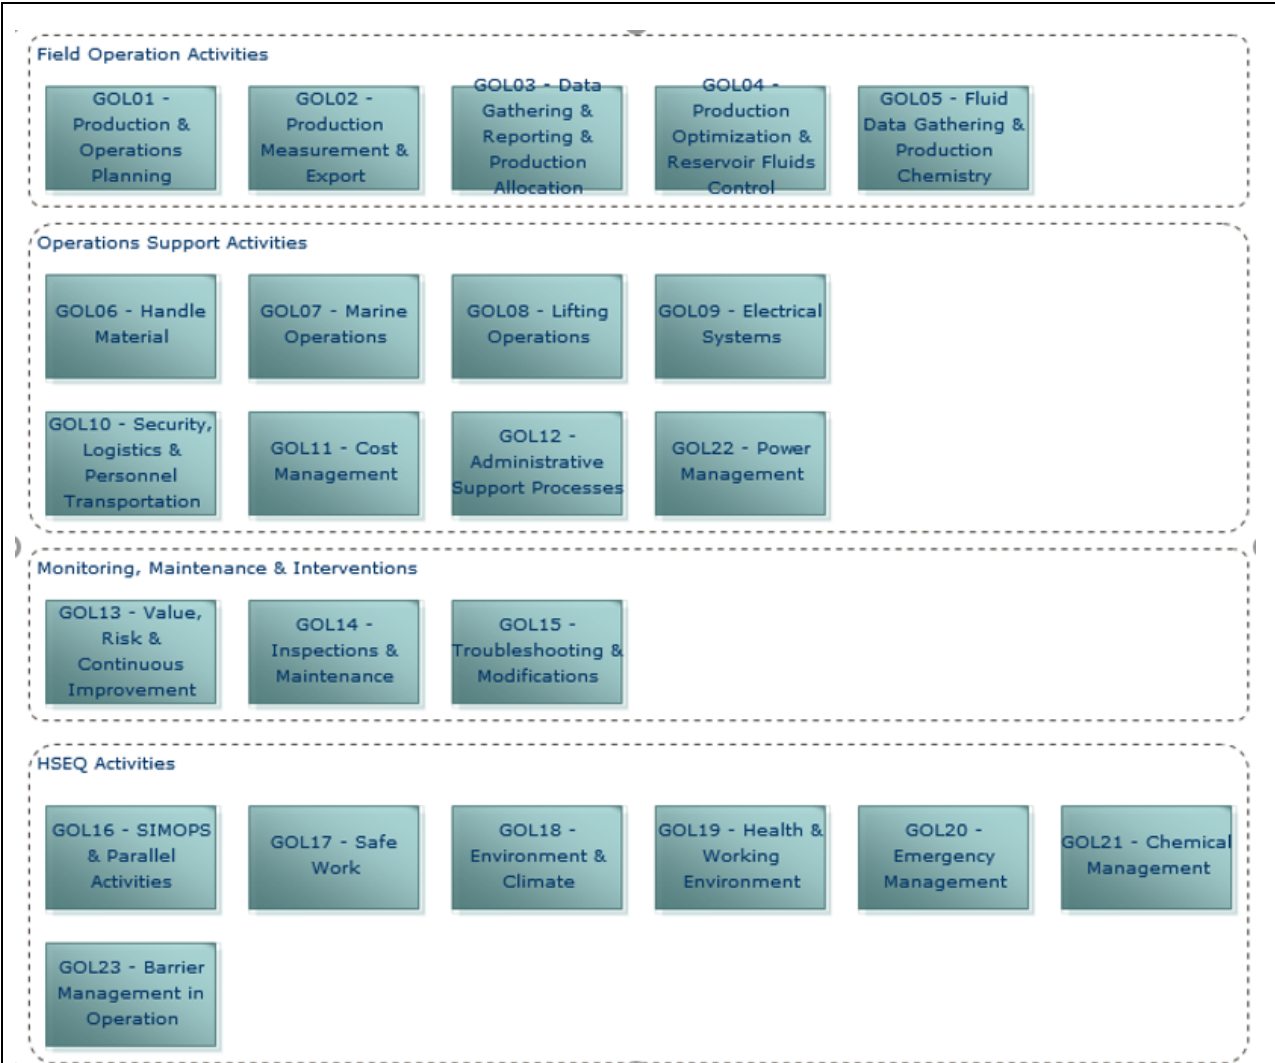 Field Operation Activities
GOL01 -
Production &
Operations
Planning
GOL02 -
Production
Measurement &
Export
GOL03 - Data
Gathering &
Reporting &
Production
Allocation
GOL04 -
Production
Optimization &
Reservoir Fluids
Control
GOL05 - Fluid
Data Gathering &
Production
Chemistry
Operations Support Activities
GOL06 - Handle
Material
GOL07 - Marine
Operations
GOL08 - Lifting
Operations
GOL09 - Electrical
Systems
GOL10 - Security,
Logistics &
Personnel
Transportation
GOL11 - Cost
Management
GOL12 -
Administrative
Support Processes
GOL22 - Power
Management
Monitoring, Maintenance & Interventions
GOL13 - Value,
Risk &
Continuous
Improvement
GOL14 -
Inspections &
Maintenance
GOL15 -
Troubleshooting &
Modifications
HSEQ Activities
GOL16 - SIMOPS
& Parallel
Activities
GOL17 - Safe
Work
GOL18 -
Environment &
Climate
GOL19 - Health &
Working
Environment
GOL20 -
Emergency
Management
GOL21 - Chemical
Management
GOL23 - Barrier
Management in
Operation